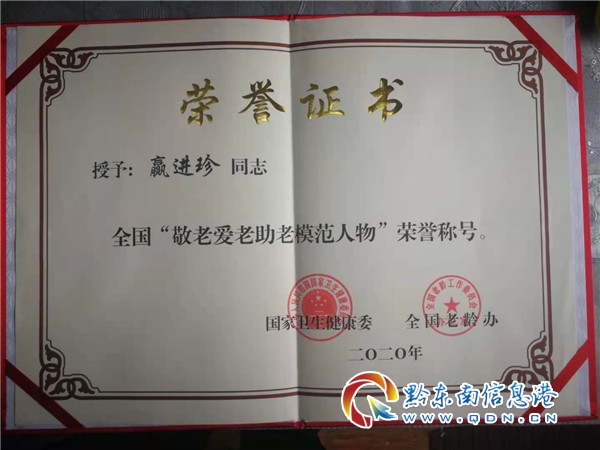 荣誉证书
授予：赢进珍 同志
全国“敬老爱老助老模范人物”荣誉称号。
国家卫生健康委 全国老龄办
二〇二〇年
黔东南信息港
WWW.QDN.CN